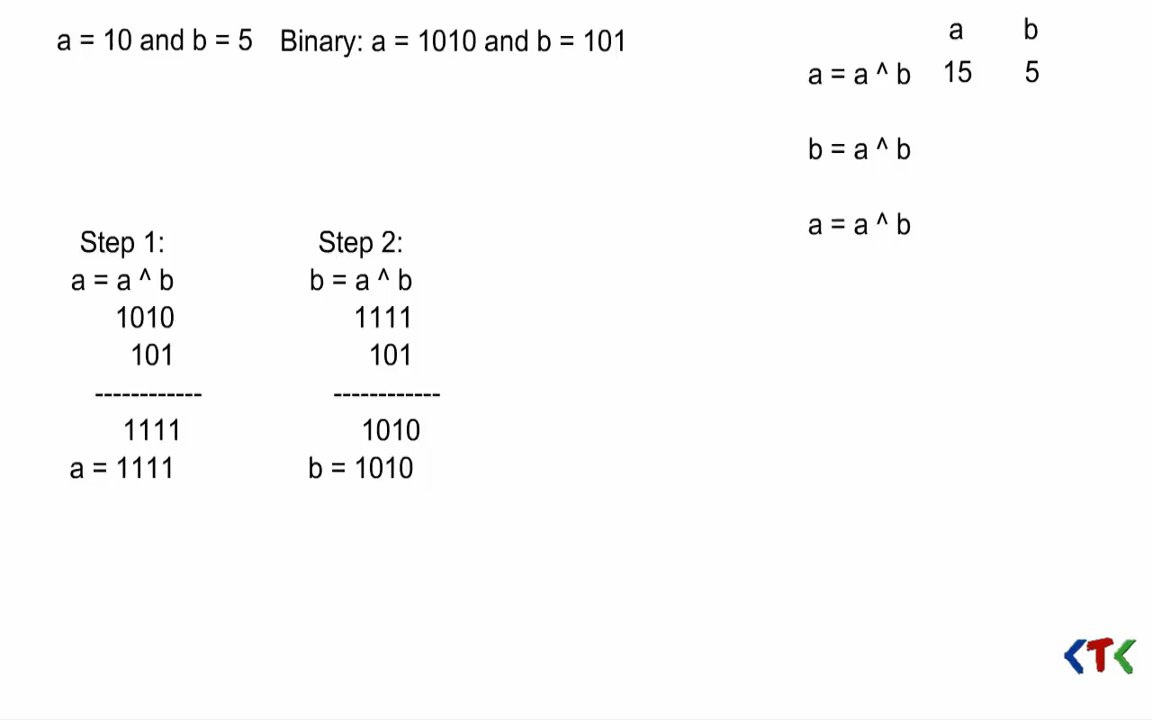 a = 10 and b = 5 Binary: a = 1010 and b = 101
a b
a = a ^ b 15 5
b = a ^ b
a = a ^ b
Step 1:
a = a ^ b
1010
101
------------
1111
a = 1111
Step 2:
b = a ^ b
1111
101
------------
1010
b = 1010
CTC